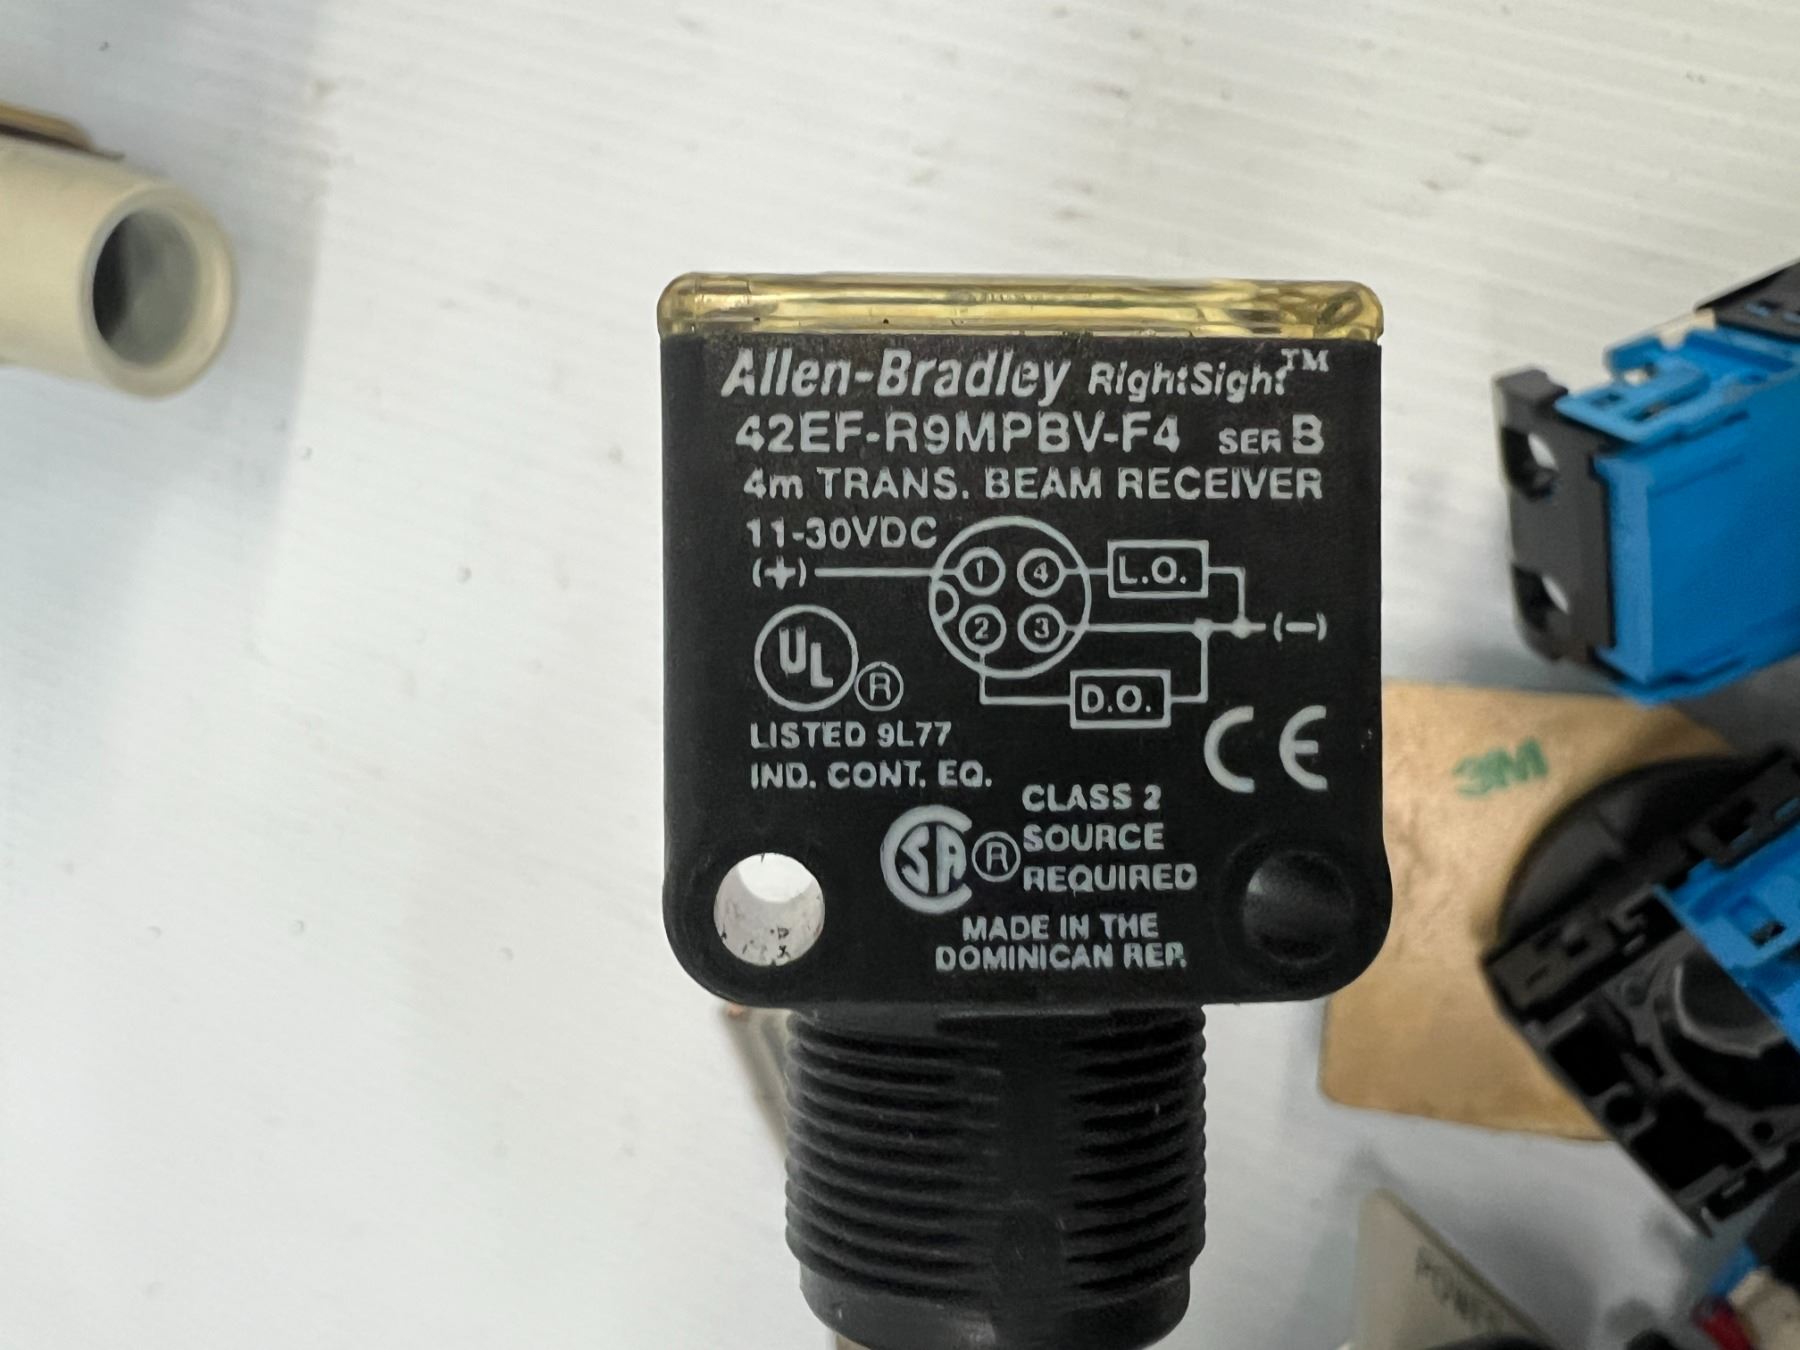 Allen-Bradley RightSight™
42EF-R9MPBV-F4 SER B
4m TRANS. BEAM RECEIVER
11-30VDC
(+) 1 4 L.O.
2 3 (-)
D.O.
UL ®
LISTED 9L77
IND. CONT. EQ.
CE
SA ®
CLASS 2
SOURCE
REQUIRED
MADE IN THE
DOMINICAN REP.
3M